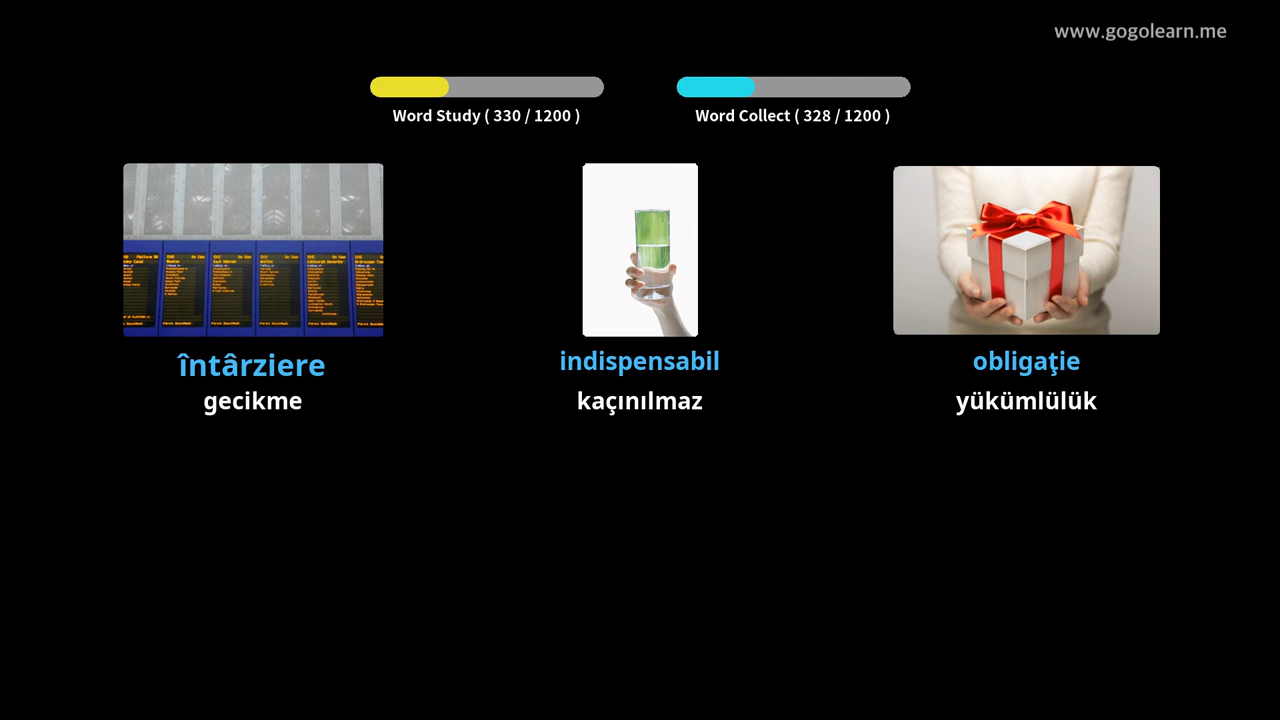 www.gogolearn.me
Word Study ( 330 / 1200 )
Word Collect ( 328 / 1200 )
întârziere
gecikme
indispensabil
kaçınılmaz
obligaţie
yükümlülük